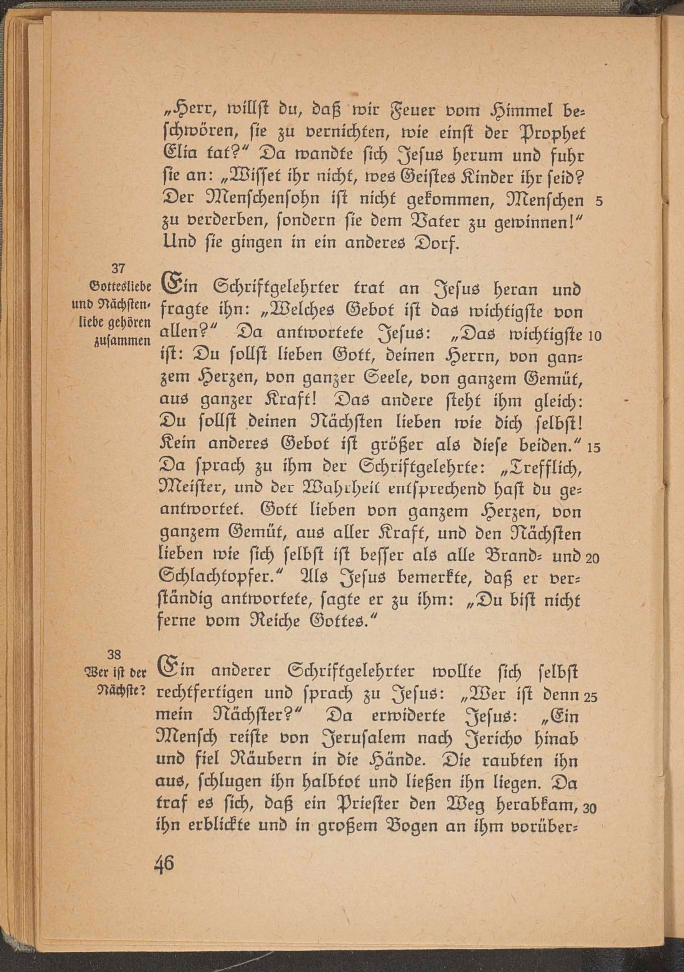 „Herr, willst du, daß wir Feuer vom Himmel be-
schwören, sie zu vernichten, wie einst der Prophet
Elia tat?“ Da wandte sich Jesus herum und fuhr
sie an: „Wisset ihr nicht, wes Geistes Kinder ihr seid?
Der Menschensohn ist nicht gekommen, Menschen 5
zu verderben, sondern sie dem Vater zu gewinnen!“
Und sie gingen in ein anderes Dorf.
37
Gottesliebe
und Nächsten-
liebe gehören
zusammen
Ein Schriftgelehrter trat an Jesus heran und
fragte ihn: „Welches Gebot ist das wichtigste von
allen?“ Da antwortete Jesus: „Das wichtigste 10
ist: Du sollst lieben Gott, deinen Herrn, von gan-
zem Herzen, von ganzer Seele, von ganzem Gemüt,
aus ganzer Kraft! Das andere steht ihm gleich:
Du sollst deinen Nächsten lieben wie dich selbst!
Kein anderes Gebot ist größer als diese beiden.“ 15
Da sprach zu ihm der Schriftgelehrte: „Trefflich,
Meister, und der Wahrheit entsprechend hast du ge-
antwortet. Gott lieben von ganzem Herzen, von
ganzem Gemüt, aus aller Kraft, und den Nächsten
lieben wie sich selbst ist besser als alle Brand- und 20
Schlachtopfer.“ Als Jesus bemerkte, daß er ver-
ständig antwortete, sagte er zu ihm: „Du bist nicht
ferne vom Reiche Gottes.“
38
Wer ist der
Nächste?
Ein anderer Schriftgelehrter wollte sich selbst
rechtfertigen und sprach zu Jesus: „Wer ist denn 25
mein Nächster?“ Da erwiderte Jesus: „Ein
Mensch reiste von Jerusalem nach Jericho hinab
und fiel Räubern in die Hände. Die raubten ihn
aus, schlugen ihn halbtot und ließen ihn liegen. Da
traf es sich, daß ein Priester den Weg herabkam, 30
ihn erblickte und in großem Bogen an ihm vorüber-
46